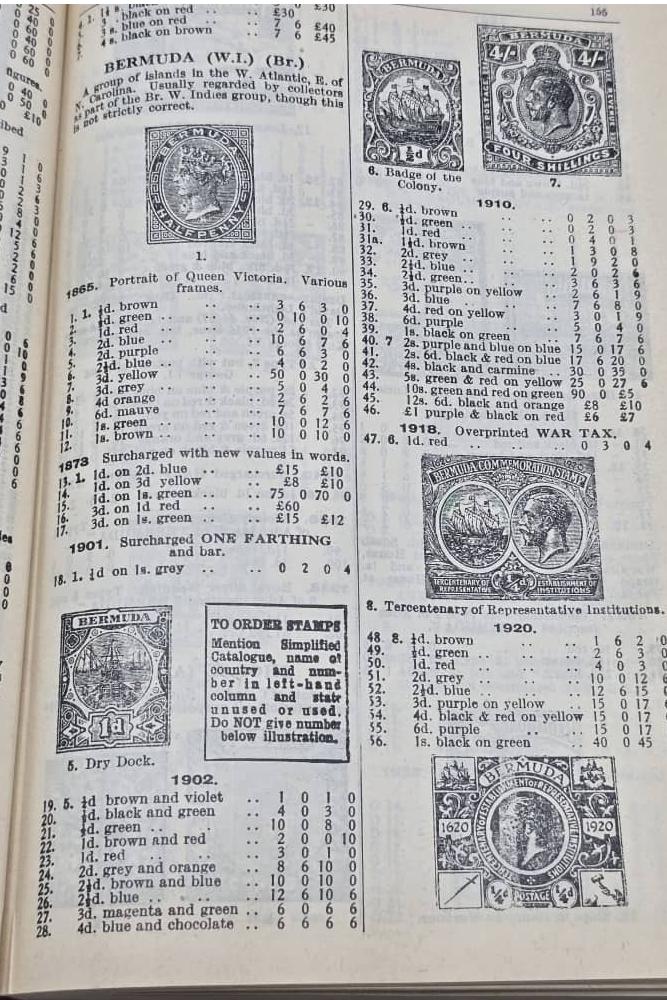 4. 1. black on red .. .. £30 £30
3s. blue on red .. .. 7 6 £40
4s. black on brown .. 7 6 £45
BERMUDA (W.I.) (Br.)
A group of islands in the W. Atlantic, E. of
N. Carolina. Usually regarded by collectors
as part of the Br. W. Indies group, though this
is not strictly correct.
BERMUDA
HALFPENNY
1.
1865. Portrait of Queen Victoria. Various
frames.
1. 1. ½d. brown 3 6 3 0
½d. green .. 0 10 0 10
1d. red 2 6 0 4
2d. blue 10 6 7 6
2d. purple 6 6 3 0
2½d. blue 4 0 2 0
3d. yellow 50 0 30 0
3d. grey 5 0 4 0
4d orange 2 6 2 6
6d. mauve 7 6 7 6
1s. green 10 0 12 6
12. 1s. brown .. 10 0 10 0
1873 Surcharged with new values in words.
13. 1. 1d. on 2d. blue £15 £10
14. 1d. on 3d yellow £8 £10
15. 1d. on 1s. green 75 0 70 0
16. 3d. on 1d red £60
17. 3d. on 1s. green £15 £12
1901. Surcharged ONE FARTHING
and bar.
18. 1. ¼d on 1s. grey .. .. 0 2 0 4
BERMUDA
1d
5. Dry Dock.
TO ORDER STAMPS
Mention Simplified
Catalogue, name of
country and num-
ber in left-hand
column and state
unused or used.
Do NOT give number
below illustration.
1902.
19. 5. ¼d brown and violet .. 1 0 1 0
20. ½d. black and green .. 4 0 3 0
21. ½d. green .. 10 0 8 0
22. 1d. brown and red .. 2 0 0 10
23. 1d. red .. 3 0 1 0
24. 2d. grey and orange .. 8 6 10 0
25. 2½d. brown and blue .. 10 0 10 0
26. 2½d. blue .. 12 6 10 6
27. 3d. magenta and green .. 6 0 6 6
28. 4d. blue and chocolate .. 6 6 6 6
155
BERMUDA
½d
BERMUDA
4/- 4/-
POSTAGE
REVENUE
FOUR SHILLINGS
6. Badge of the
Colony.
7.
1910.
29. 6. ¼d. brown .. 0 2 0 3
30. ½d. green .. 0 2 0 3
31. 1d. red .. 0 4 0 1
31a. 1½d. brown .. 1 3 0 8
32. 2d. grey .. 1 9 2 0
33. 2½d. blue .. 2 0 2 6
34. 2½d. green .. 3 6 3 6
35. 3d. purple on yellow .. 2 6 1 9
36. 3d. blue .. 7 6 8 0
37. 4d. red on yellow .. 3 0 1 9
38. 6d. purple .. 5 0 4 0
39. 1s. black on green .. 7 6 7 6
40. 7 2s. purple and blue on blue 15 0 17 6
41. 2s. 6d. black & red on blue 17 6 20 0
42. 4s. black and carmine .. 30 0 35 0
43. 5s. green & red on yellow 25 0 27 6
44. 10s. green and red on green 90 0 £5
45. 12s. 6d. black and orange £8 £10
46. £1 purple & black on red £6 £7
1918. Overprinted WAR TAX.
47. 6. 1d. red .. .. 0 3 0 4
BERMUDA COMMEMORATION STAMP
TERCENTENARY OF
REPRESENTATIVE
½d
ESTABLISHMENT OF
INSTITUTIONS
8. Tercentenary of Representative Institutions.
1920.
48 8. ¼d. brown .. 1 6 2 0
49. ½d. green .. 2 6 3 0
50. 1d. red .. 4 0 3 0
51. 2d. grey .. 10 0 12 6
52. 2½d. blue .. 12 6 15 6
53. 3d. purple on yellow .. 15 0 17
54. 4d. black & red on yellow 15 0 17
55. 6d. purple .. 15 0 17
56. 1s. black on green .. 40 0 45
BERMUDA
1620
1920
¼d POSTAGE ¼d